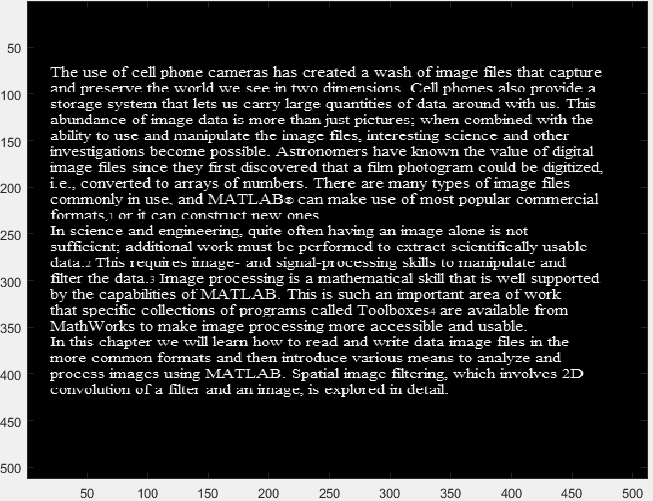 The use of cell phone cameras has created a wash of image files that capture
and preserve the world we see in two dimensions. Cell phones also provide a
storage system that lets us carry large quantities of data around with us. This
abundance of image data is more than just pictures; when combined with the
ability to use and manipulate the image files, interesting science and other
investigations become possible. Astronomers have known the value of digital
image files since they first discovered that a film photogram could be digitized,
i.e., converted to arrays of numbers. There are many types of image files
commonly in use, and MATLAB® can make use of most popular commercial
formats,1 or it can construct new ones.
In science and engineering, quite often having an image alone is not
sufficient; additional work must be performed to extract scientifically usable
data.2 This requires image- and signal-processing skills to manipulate and
filter the data.3 Image processing is a mathematical skill that is well supported
by the capabilities of MATLAB. This is such an important area of work
that specific collections of programs called Toolboxes4 are available from
MathWorks to make image processing more accessible and usable.
In this chapter we will learn how to read and write data image files in the
more common formats and then introduce various means to analyze and
process images using MATLAB. Spatial image filtering, which involves 2D
convolution of a filter and an image, is explored in detail.
50
100
150
200
250
300
350
400
450
500
50 100 150 200 250 300 350 400 450 500